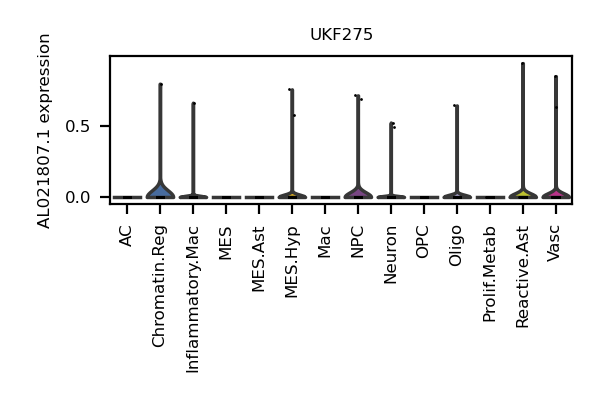 UKF275
AL021807.1 expression
0.5
0.0
AC
Chromatin.Reg
Inflammatory.Mac
MES
MES.Ast
MES.Hyp
Mac
NPC
Neuron
OPC
Oligo
Prolif.Metab
Reactive.Ast
Vasc